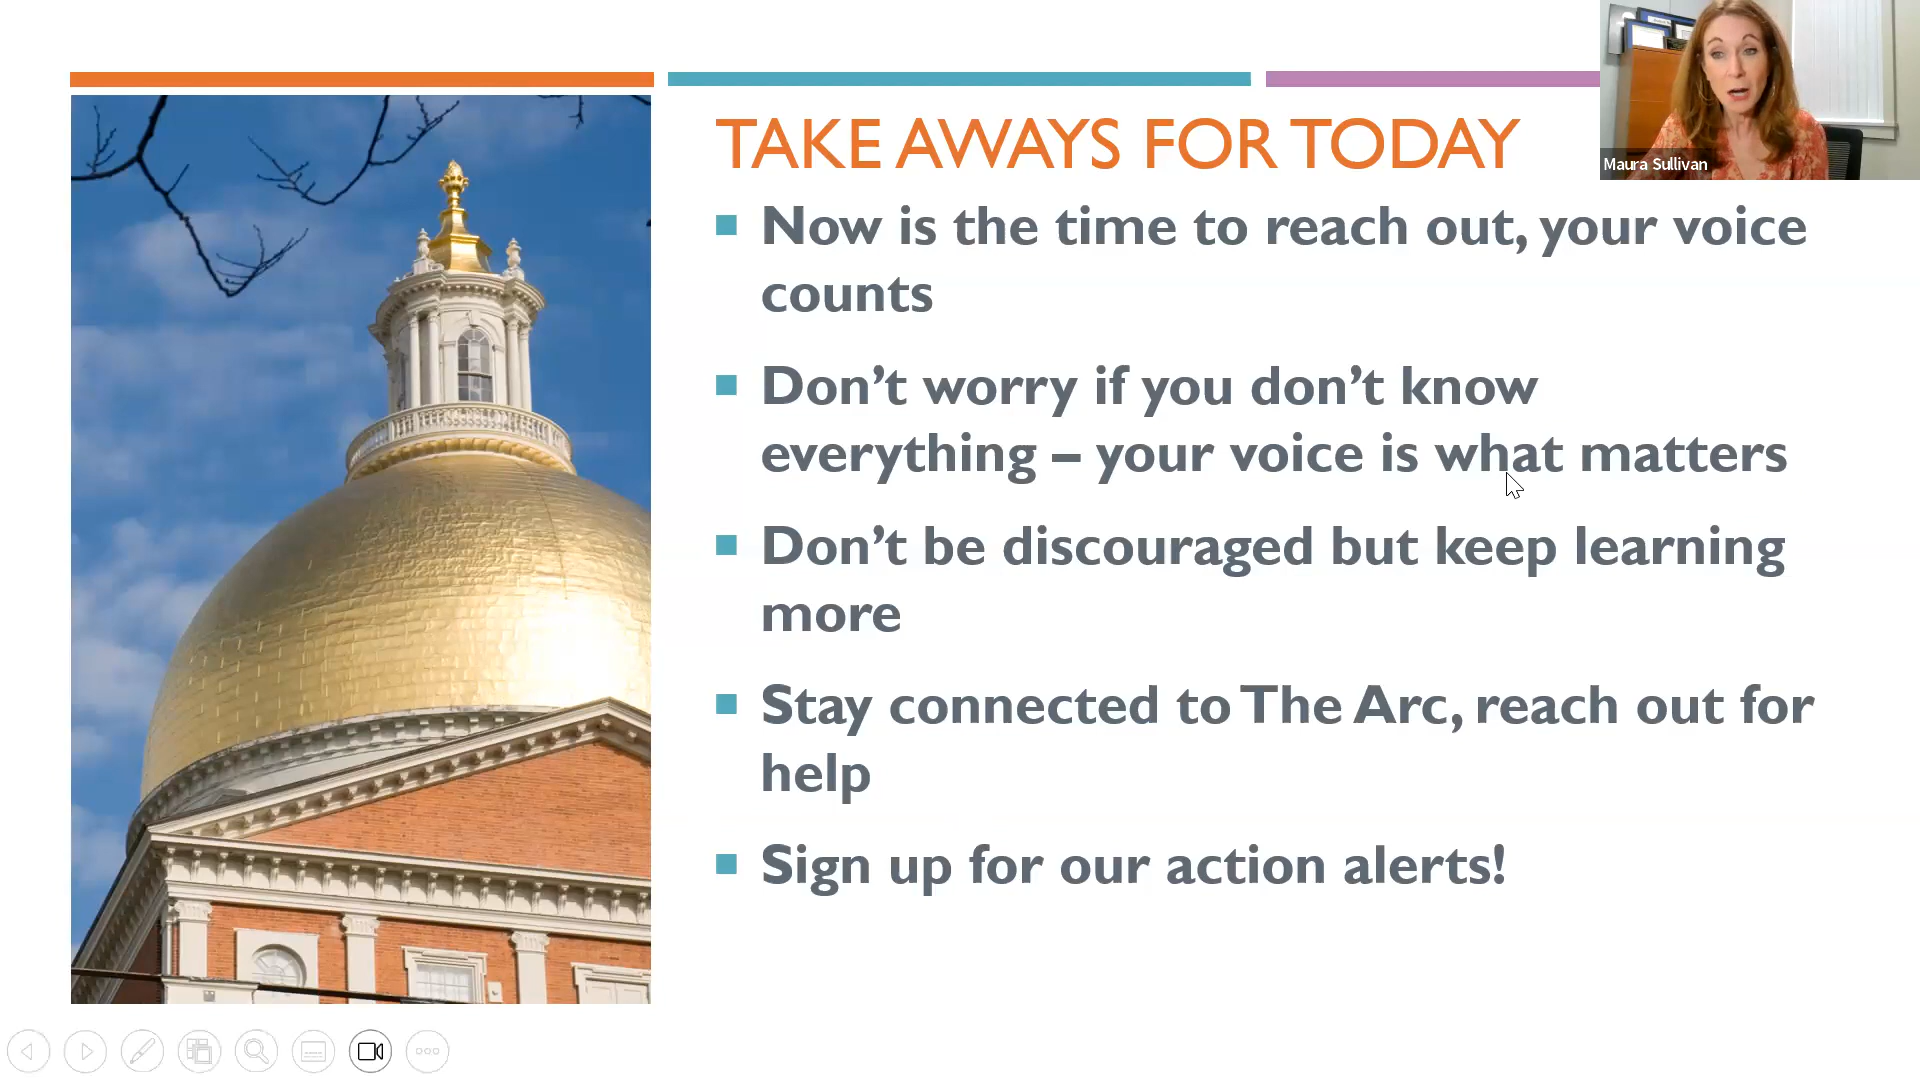 TAKE AWAYS FOR TODAY
Maura Sullivan
Now is the time to reach out, your voice
counts
Don’t worry if you don’t know
everything – your voice is what matters
Don’t be discouraged but keep learning
more
Stay connected to The Arc, reach out for
help
Sign up for our action alerts!